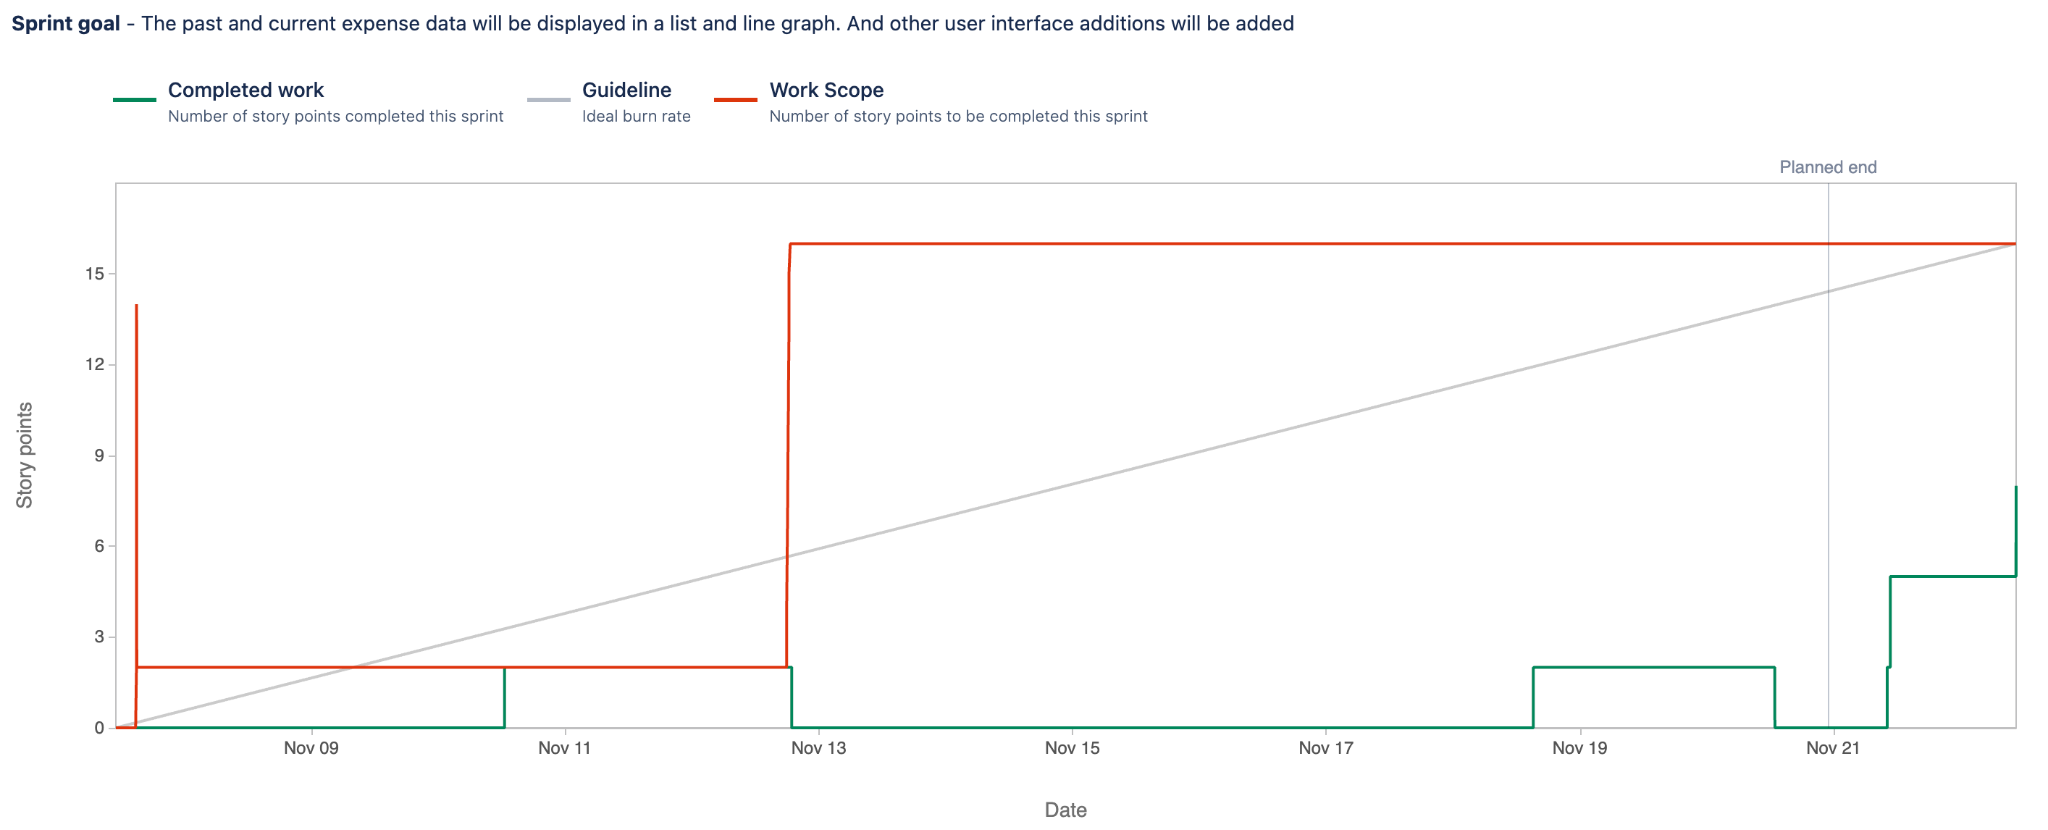 Sprint goal - The past and current expense data will be displayed in a list and line graph. And other user interface additions will be added
Completed work
Number of story points completed this sprint
Guideline
Ideal burn rate
Work Scope
Number of story points to be completed this sprint
Planned end
15
12
9
6
3
0
Story points
Nov 09
Nov 11
Nov 13
Nov 15
Nov 17
Nov 19
Nov 21
Date